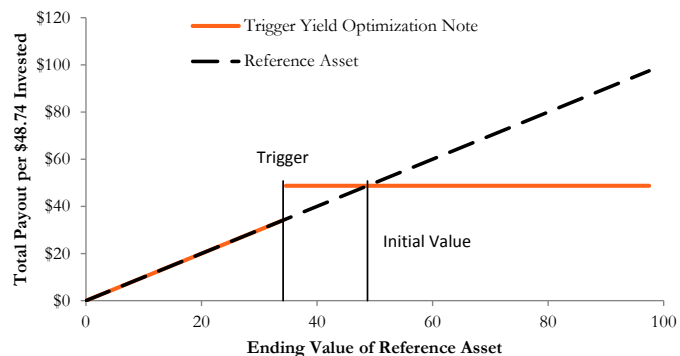 Total Payout per $48.74 Invested
$120
$100
$80
$60
$40
$20
$0
Trigger Yield Optimization Note
Reference Asset
Trigger
Initial Value
0
20
40
60
80
100
Ending Value of Reference Asset